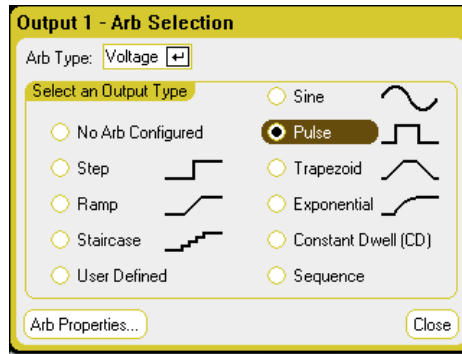 Output 1 - Arb Selection
Arb Type: Voltage
Select an Output Type
No Arb Configured
Step
Ramp
Staircase
User Defined
Sine
Pulse
Trapezoid
Exponential
Constant Dwell (CD)
Sequence
Arb Properties...
Close